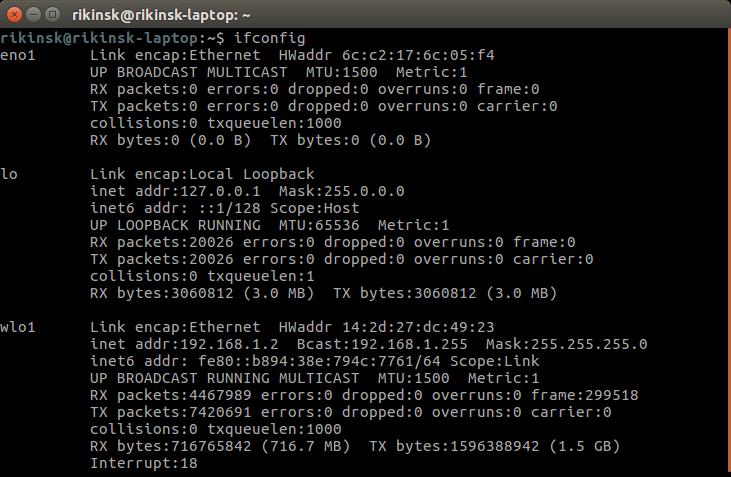 rikinsk@rikinsk-laptop: ~
rikinsk@rikinsk-laptop:~$ ifconfig
eno1      Link encap:Ethernet  HWaddr 6c:c2:17:6c:05:f4
          UP BROADCAST MULTICAST  MTU:1500  Metric:1
          RX packets:0 errors:0 dropped:0 overruns:0 frame:0
          TX packets:0 errors:0 dropped:0 overruns:0 carrier:0
          collisions:0 txqueuelen:1000
          RX bytes:0 (0.0 B)  TX bytes:0 (0.0 B)
lo        Link encap:Local Loopback
          inet addr:127.0.0.1  Mask:255.0.0.0
          inet6 addr: ::1/128 Scope:Host
          UP LOOPBACK RUNNING  MTU:65536  Metric:1
          RX packets:20026 errors:0 dropped:0 overruns:0 frame:0
          TX packets:20026 errors:0 dropped:0 overruns:0 carrier:0
          collisions:0 txqueuelen:1
          RX bytes:3060812 (3.0 MB)  TX bytes:3060812 (3.0 MB)
wlo1      Link encap:Ethernet  HWaddr 14:2d:27:dc:49:23
          inet addr:192.168.1.2  Bcast:192.168.1.255  Mask:255.255.255.0
          inet6 addr: fe80::b894:38e:794c:7761/64 Scope:Link
          UP BROADCAST RUNNING MULTICAST  MTU:1500  Metric:1
          RX packets:4467989 errors:0 dropped:0 overruns:0 frame:299518
          TX packets:7420691 errors:0 dropped:0 overruns:0 carrier:0
          collisions:0 txqueuelen:1000
          RX bytes:716765842 (716.7 MB)  TX bytes:1596388942 (1.5 GB)
          Interrupt:18